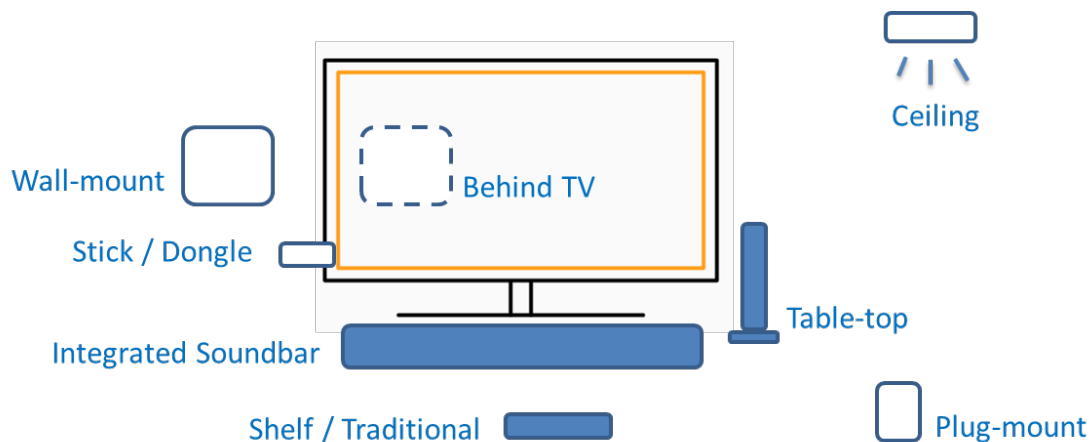 Ceiling
Wall-mount
Behind TV
Stick / Dongle
Table-top
Integrated Soundbar
Shelf / Traditional
Plug-mount